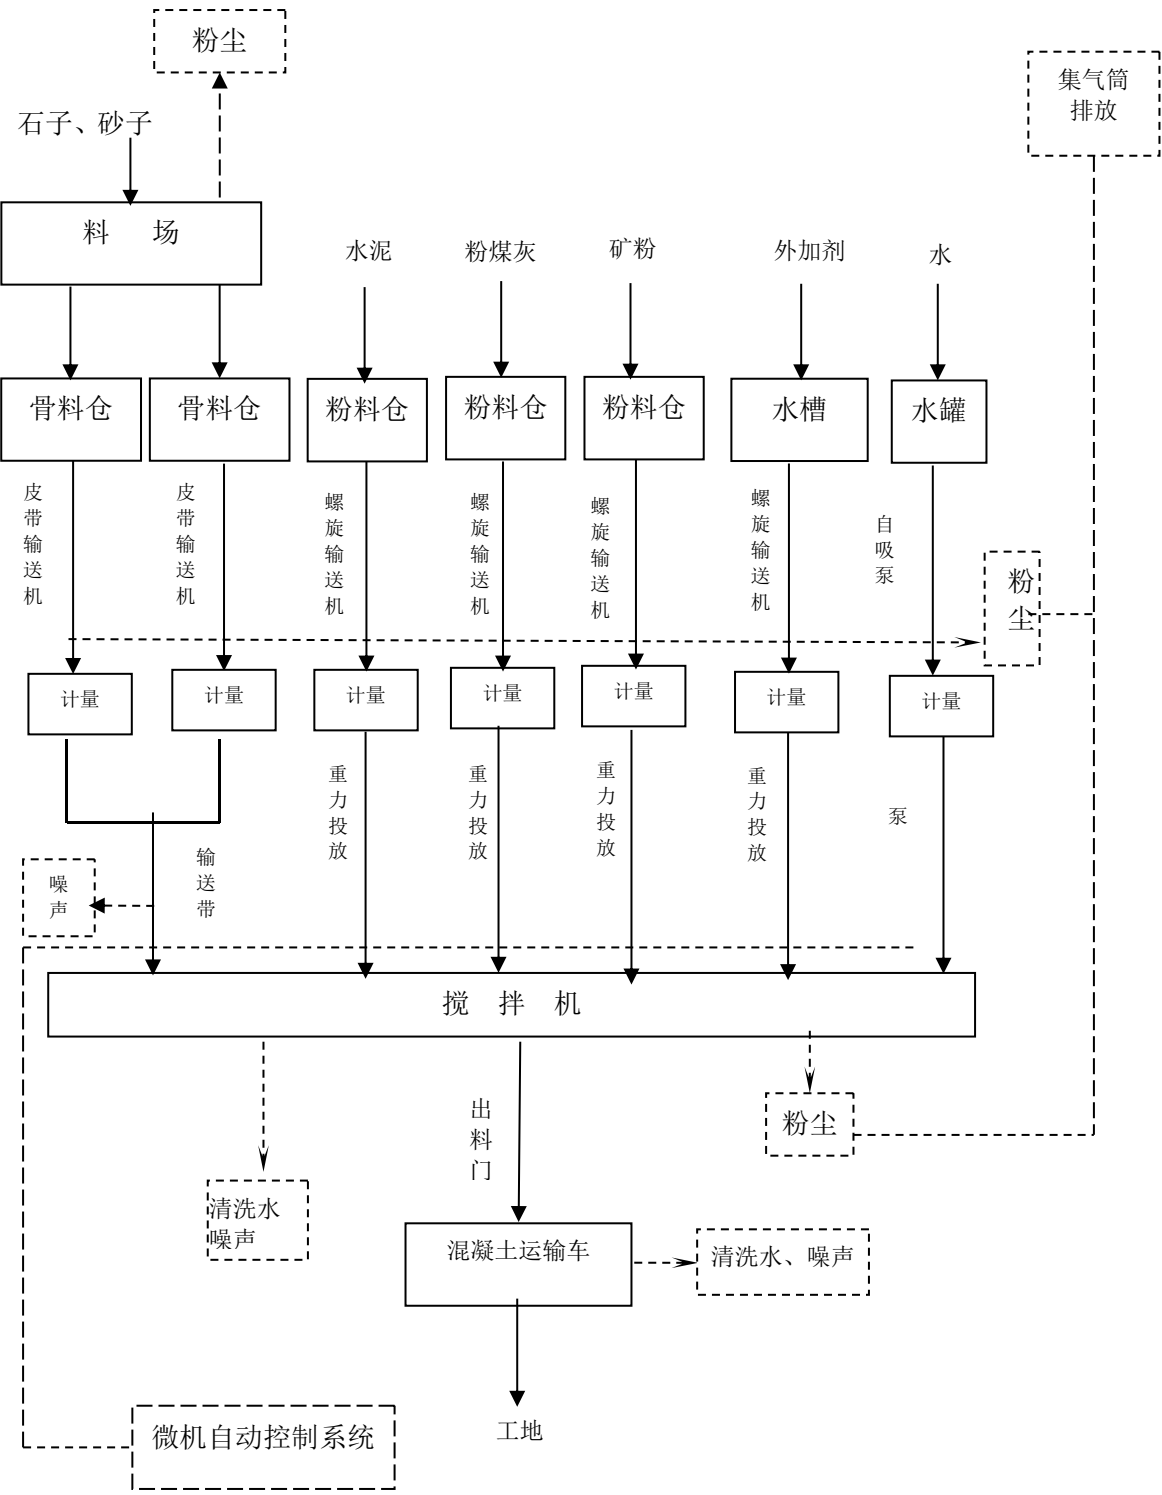 粉尘
集气筒
排放
石子、砂子
料 场
水泥
粉煤灰
矿粉
外加剂
水
骨料仓
骨料仓
粉料仓
粉料仓
粉料仓
水槽
水罐
皮带输送机
皮带输送机
螺旋输送机
螺旋输送机
螺旋输送机
螺旋输送机
自吸泵
粉尘
计量
计量
计量
计量
计量
计量
计量
重力投放
重力投放
重力投放
重力投放
泵
噪声
输送带
搅 拌 机
出料门
粉尘
清洗水
噪声
混凝土运输车
清洗水、噪声
微机自动控制系统
工地